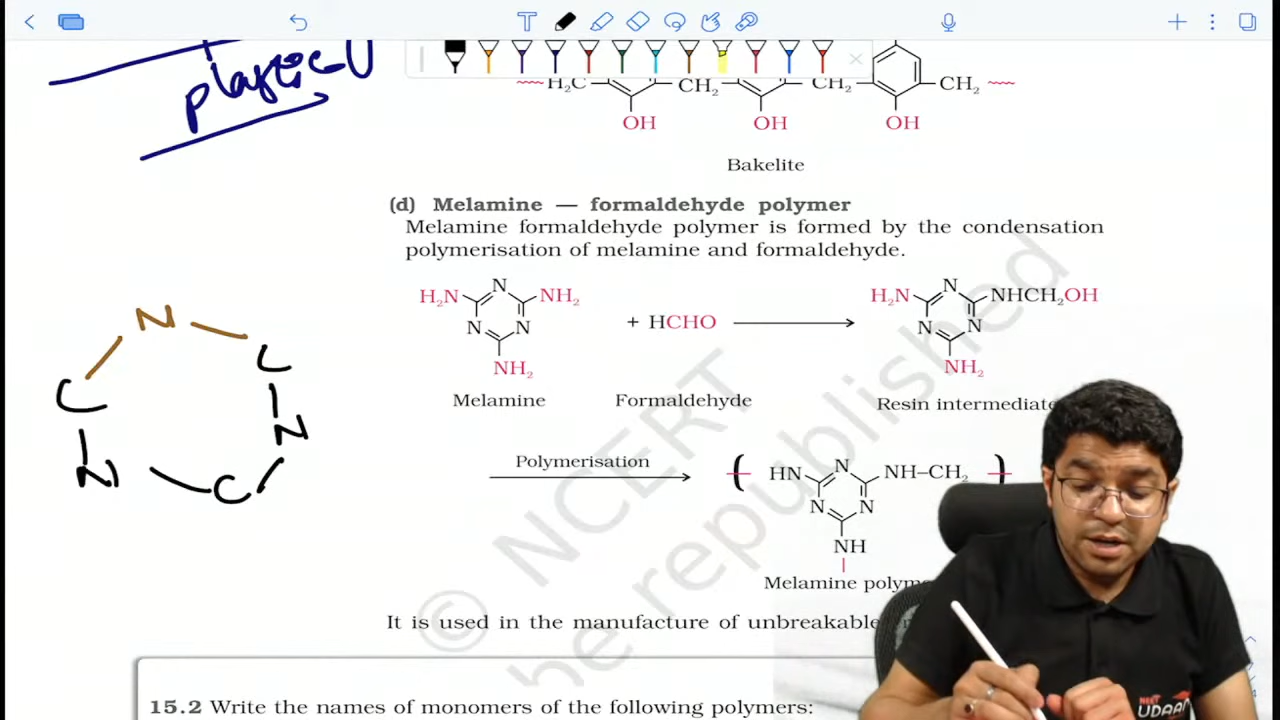 plastic
H₂C CH₂ CH₂ CH₂
OH OH OH
Bakelite
(d) Melamine — formaldehyde polymer
Melamine formaldehyde polymer is formed by the condensation
polymerisation of melamine and formaldehyde.
H₂N N NH₂
N N
NH₂
+ HCHO
H₂N N NHCH₂OH
N N
NH₂
Melamine Formaldehyde Resin intermediate
N
C C
N
N C
Polymerisation
( HN N NH–CH₂ )
N N
NH
Melamine polyme
It is used in the manufacture of unbreakable
15.2 Write the names of monomers of the following polymers:
© NCERT
be republished
NEET
UDAAN